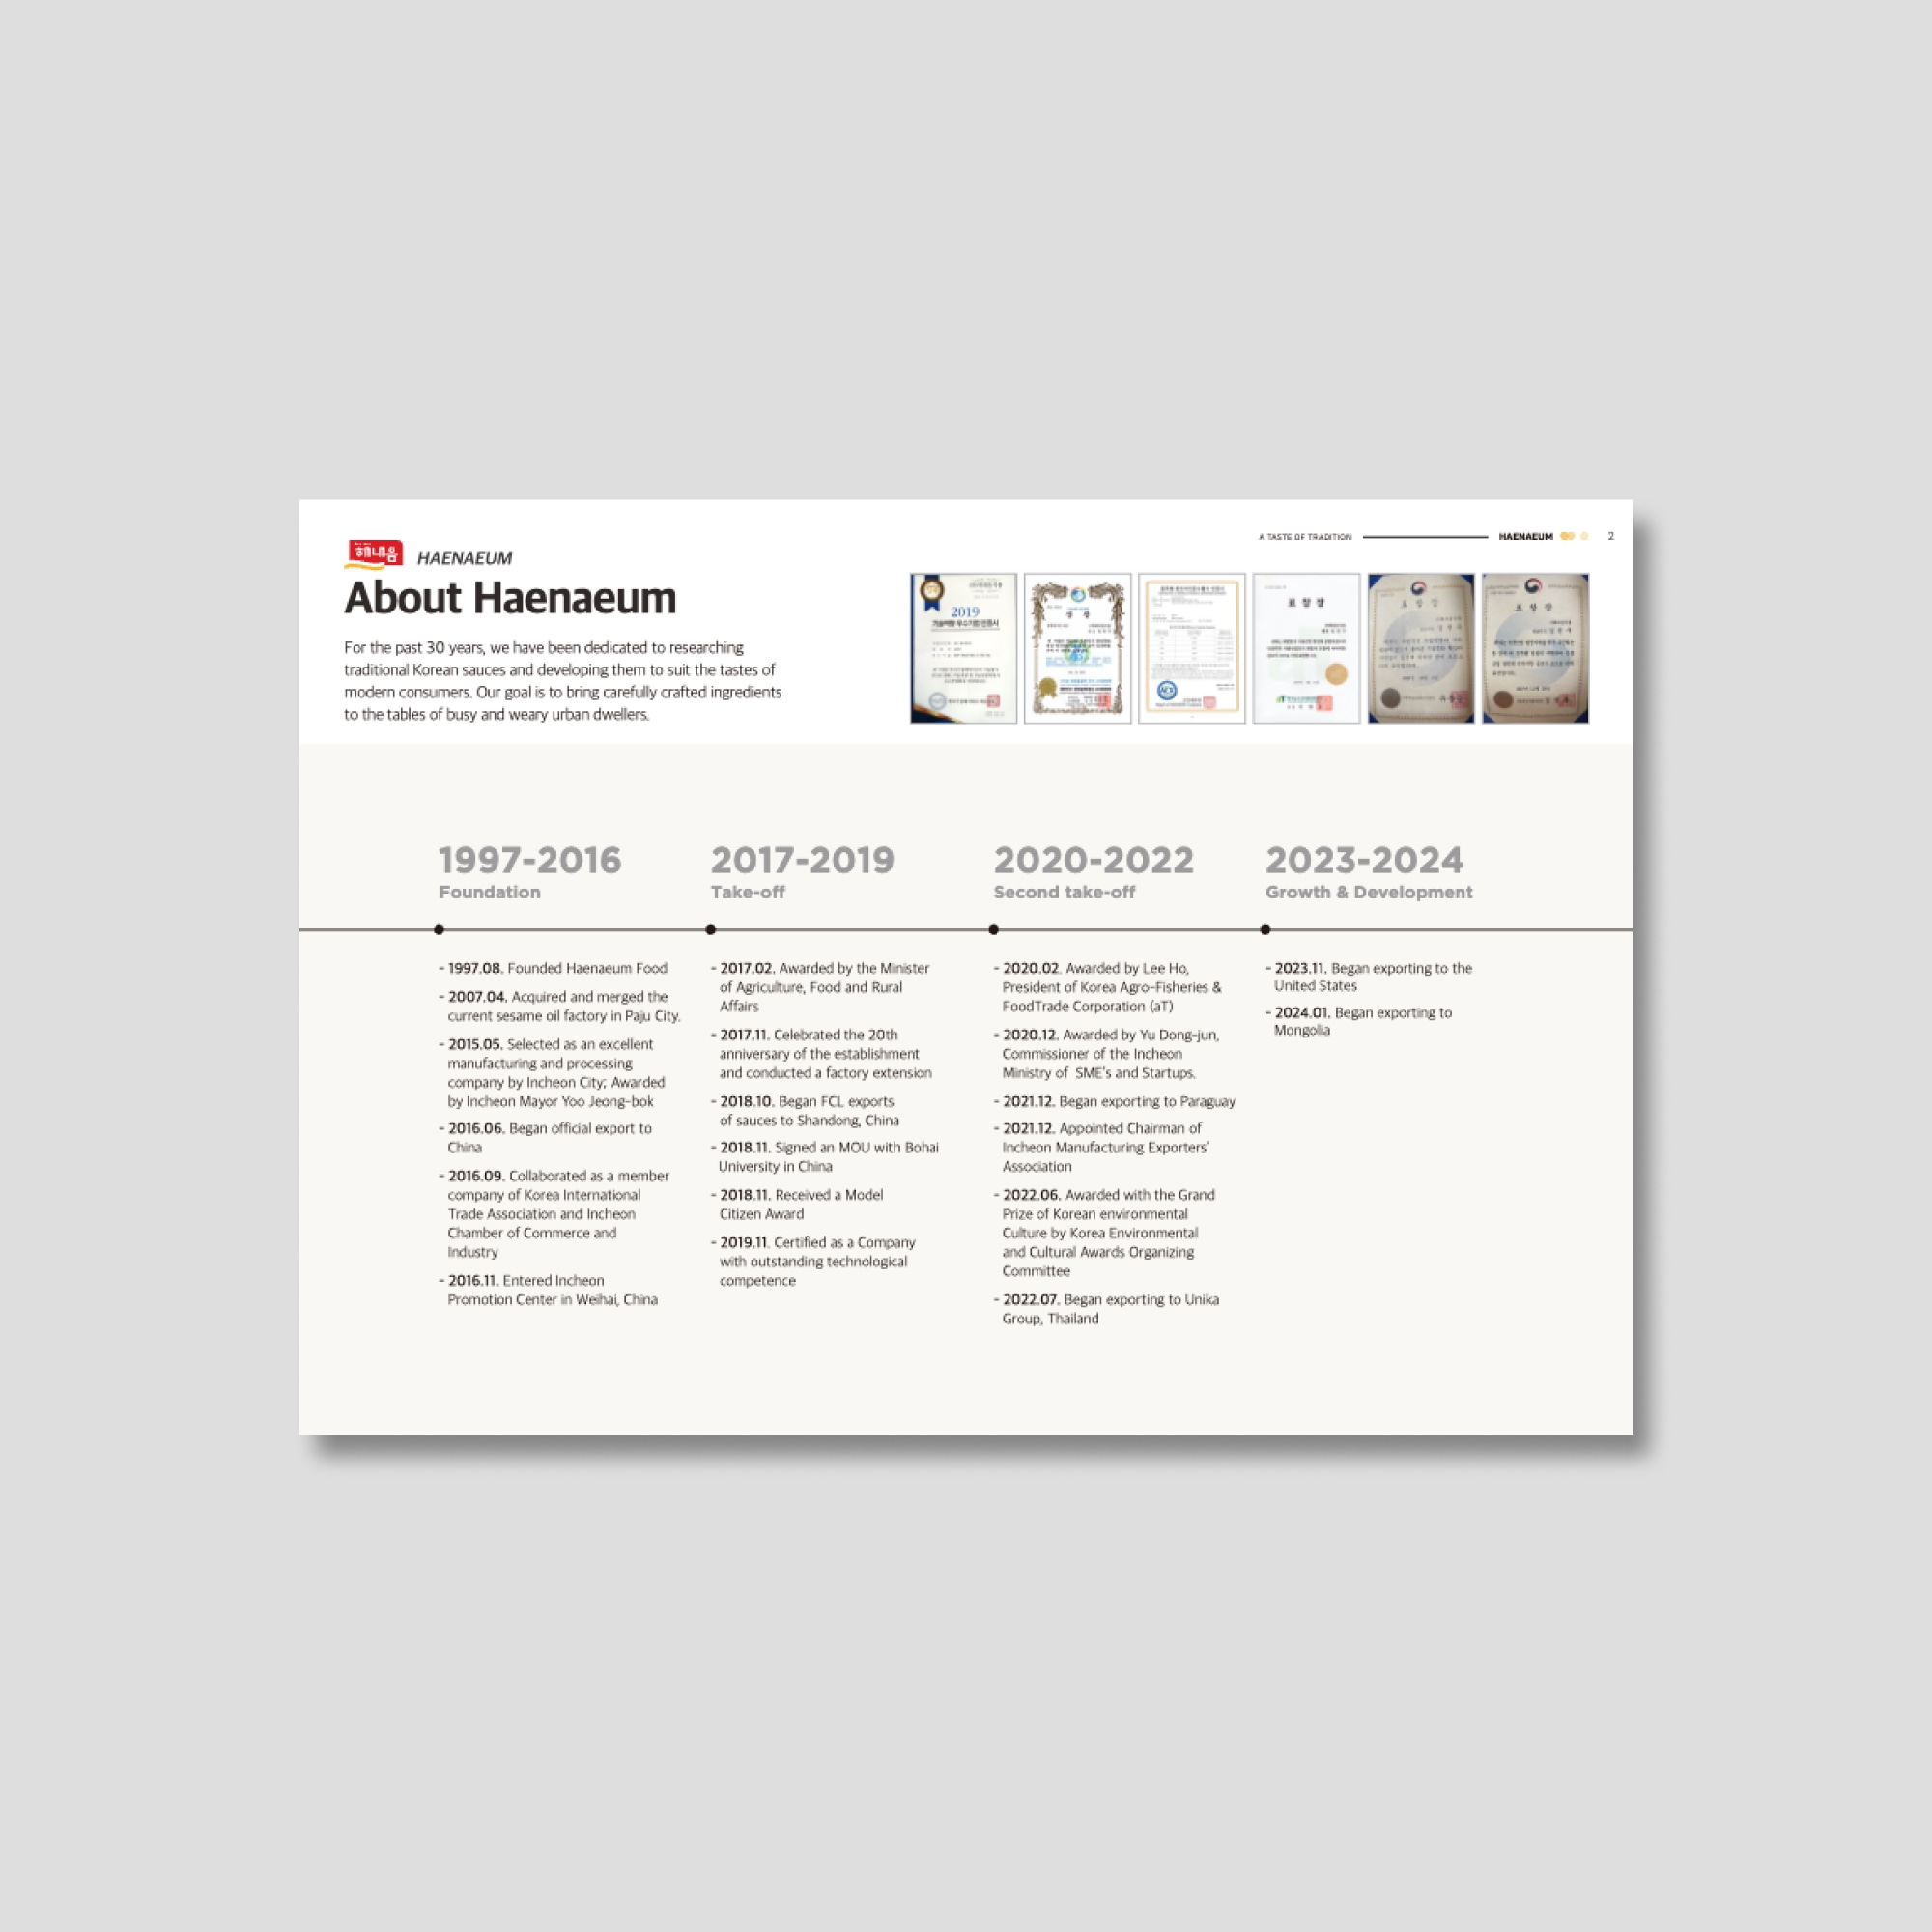 해내음 HAENAEUM
About Haenaeum
For the past 30 years, we have been dedicated to researching
traditional Korean sauces and developing them to suit the tastes of
modern consumers. Our goal is to bring carefully crafted ingredients
to the tables of busy and weary urban dwellers.
A TASTE OF TRADITION HAENAEUM 2
2019
기술역량 우수기업 인증서
상 장
표 창 장
표 창 장
표 창 장
1997-2016
Foundation
- 1997.08. Founded Haenaeum Food
- 2007.04. Acquired and merged the
current sesame oil factory in Paju City.
- 2015.05. Selected as an excellent
manufacturing and processing
company by Incheon City; Awarded
by Incheon Mayor Yoo Jeong-bok
- 2016.06. Began official export to
China
- 2016.09. Collaborated as a member
company of Korea International
Trade Association and Incheon
Chamber of Commerce and
Industry
- 2016.11. Entered Incheon
Promotion Center in Weihai, China
2017-2019
Take-off
- 2017.02. Awarded by the Minister
of Agriculture, Food and Rural
Affairs
- 2017.11. Celebrated the 20th
anniversary of the establishment
and conducted a factory extension
- 2018.10. Began FCL exports
of sauces to Shandong, China
- 2018.11. Signed an MOU with Bohai
University in China
- 2018.11. Received a Model
Citizen Award
- 2019.11. Certified as a Company
with outstanding technological
competence
2020-2022
Second take-off
- 2020.02. Awarded by Lee Ho,
President of Korea Agro-Fisheries &
FoodTrade Corporation (aT)
- 2020.12. Awarded by Yu Dong-jun,
Commissioner of the Incheon
Ministry of SME's and Startups.
- 2021.12. Began exporting to Paraguay
- 2021.12. Appointed Chairman of
Incheon Manufacturing Exporters'
Association
- 2022.06. Awarded with the Grand
Prize of Korean environmental
Culture by Korea Environmental
and Cultural Awards Organizing
Committee
- 2022.07. Began exporting to Unika
Group, Thailand
2023-2024
Growth & Development
- 2023.11. Began exporting to the
United States
- 2024.01. Began exporting to
Mongolia